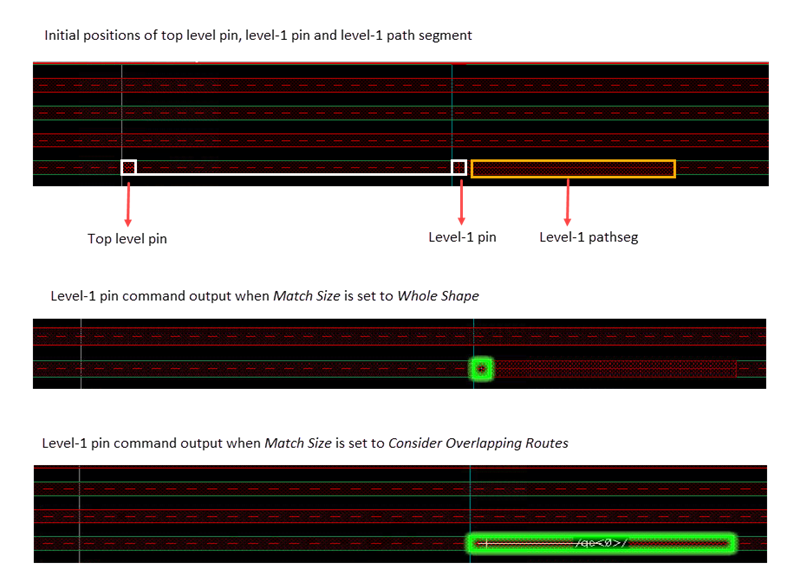 Initial positions of top level pin, level-1 pin and level-1 path segment
Top level pin
Level-1 pin
Level-1 pathseg
Level-1 pin command output when Match Size is set to Whole Shape
Level-1 pin command output when Match Size is set to Consider Overlapping Routes
/qc<0>/